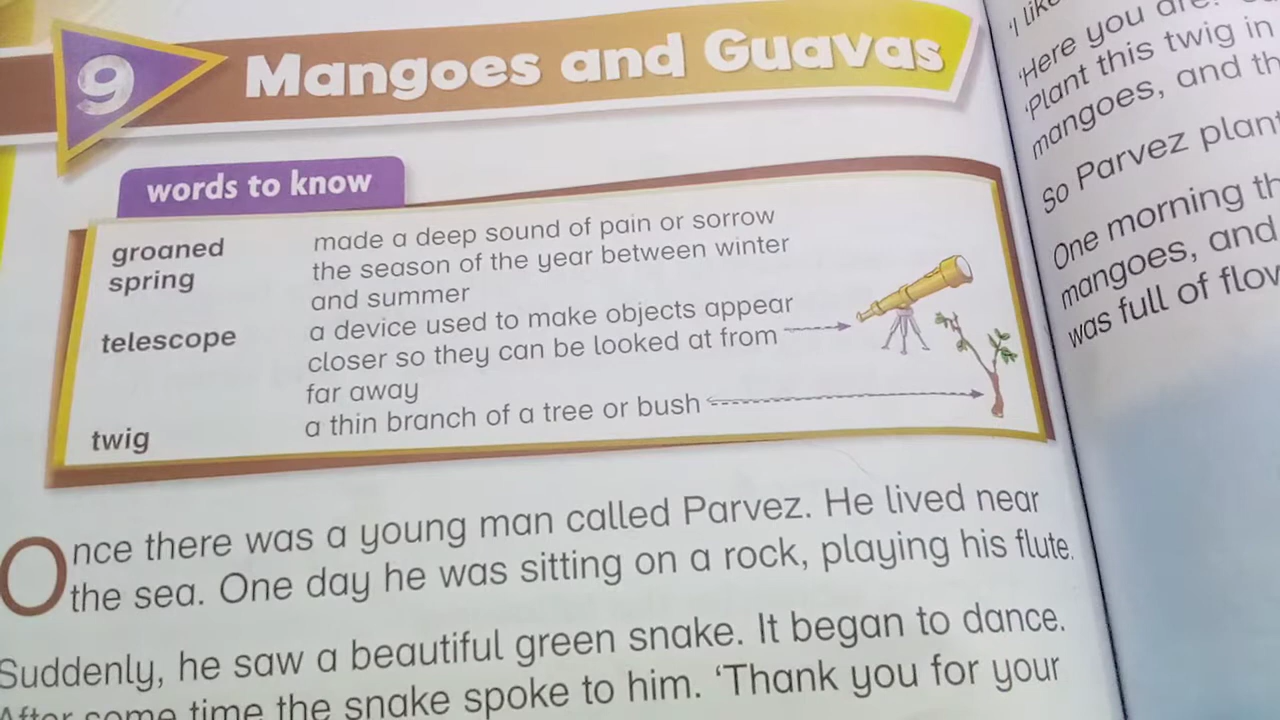 9 Mangoes and Guavas
words to know
groaned made a deep sound of pain or sorrow
spring the season of the year between winter
and summer
telescope a device used to make objects appear
closer so they can be looked at from
far away
twig a thin branch of a tree or bush
Once there was a young man called Parvez. He lived near
the sea. One day he was sitting on a rock, playing his flute.
Suddenly, he saw a beautiful green snake. It began to dance.
After some time the snake spoke to him. ‘Thank you for your
‘I like
‘Here you are.
‘Plant this twig in
mangoes, and
So Parvez
One morning
mangoes, and
was full of